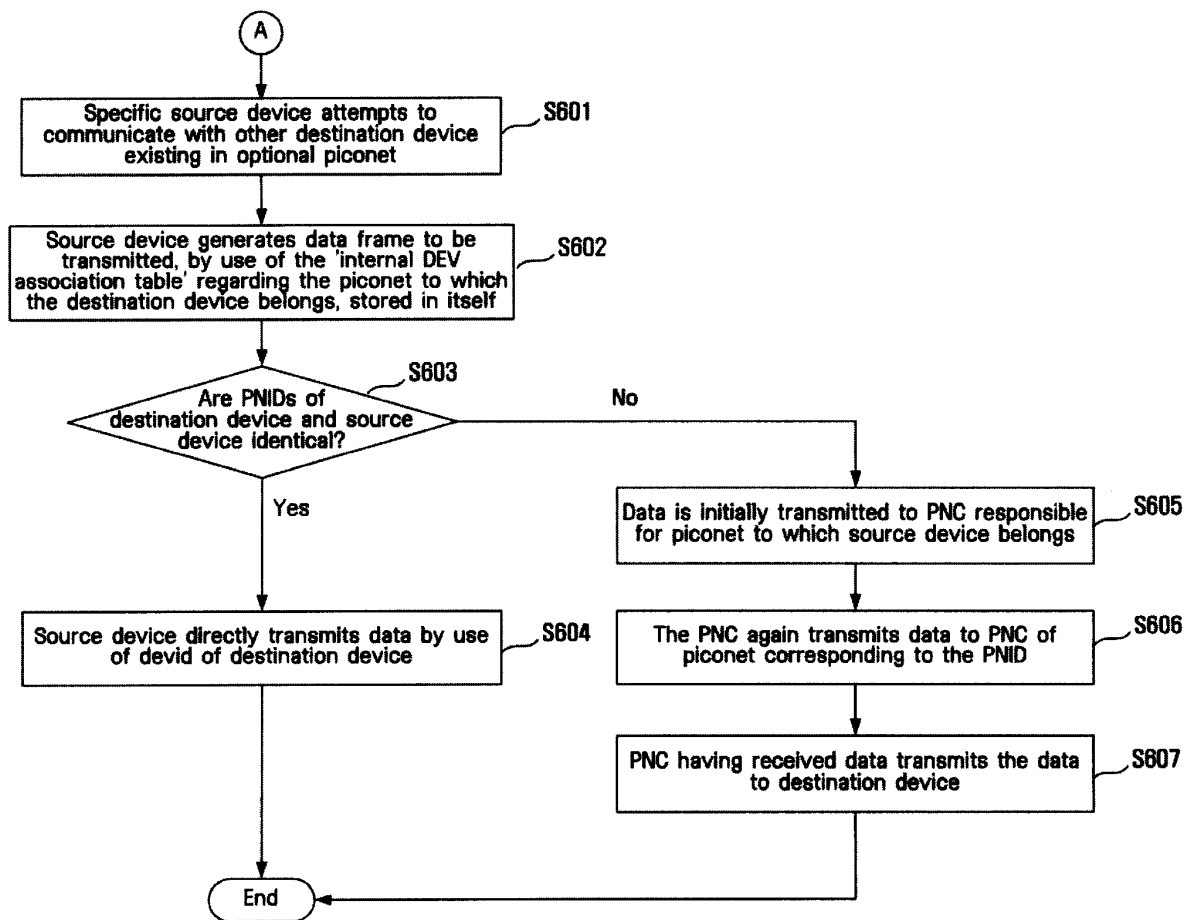 A
Specific source device attempts to
communicate with other destination device
existing in optional piconet
S601
Source device generates data frame to be
transmitted, by use of the 'internal DEV
association table' regarding the piconet to which
the destination device belongs, stored in itself
S602
Are PNIDs of
destination device and source
device identical?
S603
No
Yes
Data is initially transmitted to PNC responsible
for piconet to which source device belongs
S605
Source device directly transmits data by use
of devid of destination device
S604
The PNC again transmits data to PNC of
piconet corresponding to the PNID
S606
PNC having received data transmits the data
to destination device
S607
End